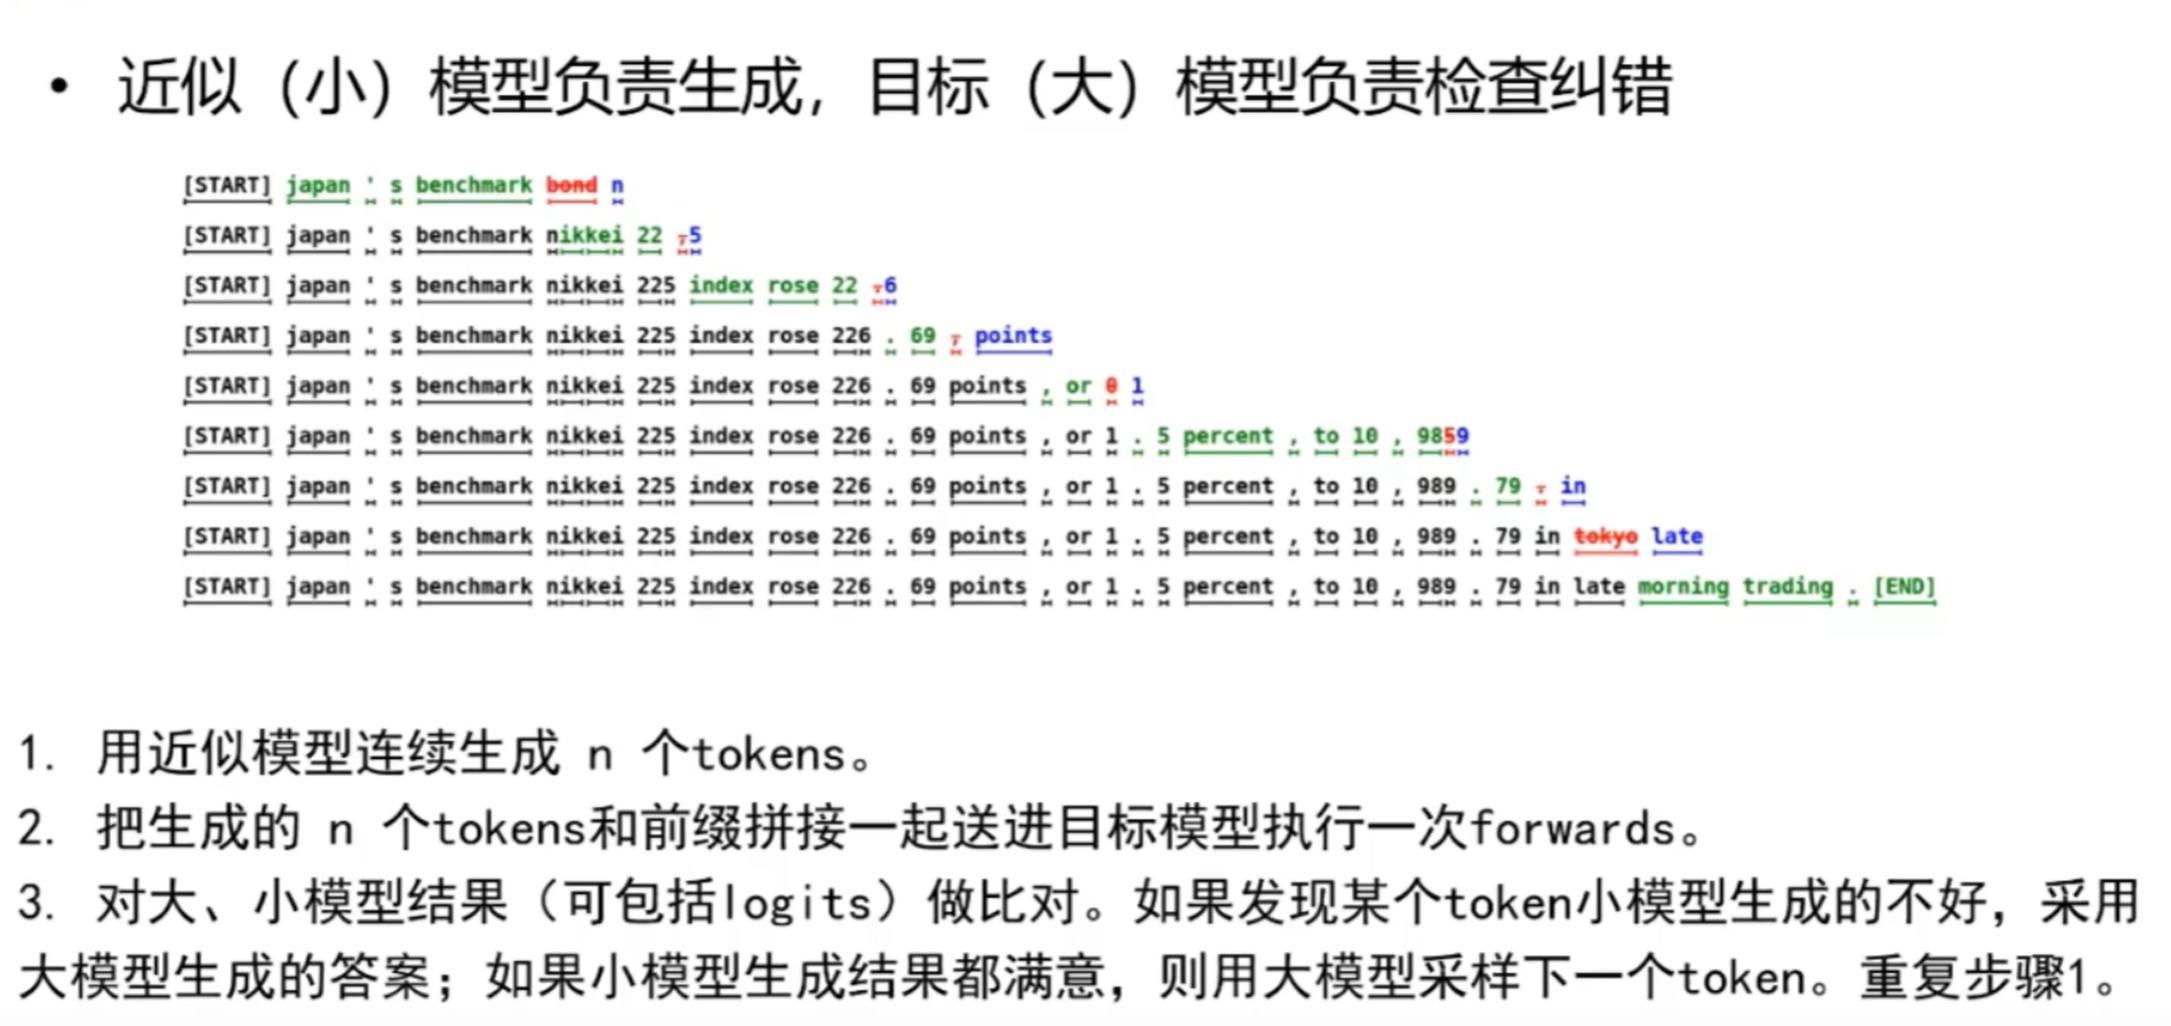 • 近似（小）模型负责生成，目标（大）模型负责检查纠错
[START] japan ' s benchmark bond n
[START] japan ' s benchmark nikkei 22 ,5
[START] japan ' s benchmark nikkei 225 index rose 22 .6
[START] japan ' s benchmark nikkei 225 index rose 226 . 69 , points
[START] japan ' s benchmark nikkei 225 index rose 226 . 69 points , or 0 1
[START] japan ' s benchmark nikkei 225 index rose 226 . 69 points , or 1 . 5 percent , to 10 , 9859
[START] japan ' s benchmark nikkei 225 index rose 226 . 69 points , or 1 . 5 percent , to 10 , 989 . 79 . in
[START] japan ' s benchmark nikkei 225 index rose 226 . 69 points , or 1 . 5 percent , to 10 , 989 . 79 in tokyo late
[START] japan ' s benchmark nikkei 225 index rose 226 . 69 points , or 1 . 5 percent , to 10 , 989 . 79 in late morning trading . [END]
1. 用近似模型连续生成 n 个tokens。
2. 把生成的 n 个tokens和前缀拼接一起送进目标模型执行一次forwards。
3. 对大、小模型结果（可包括logits）做比对。如果发现某个token小模型生成的不好，采用
大模型生成的答案；如果小模型生成结果都满意，则用大模型采样下一个token。重复步骤1。